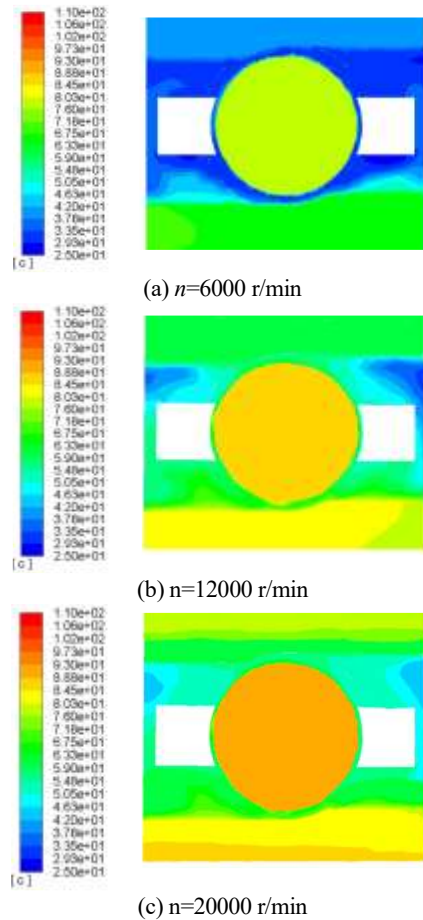 1.10e+02
1.06e+02
1.02e+02
9.73e+01
9.30e+01
8.88e+01
8.45e+01
8.03e+01
7.60e+01
7.18e+01
6.75e+01
6.33e+01
5.90e+01
5.48e+01
5.05e+01
4.63e+01
4.20e+01
3.78e+01
3.35e+01
2.93e+01
2.50e+01
[c]
(a) n=6000 r/min
1.10e+02
1.06e+02
1.02e+02
9.73e+01
9.30e+01
8.88e+01
8.45e+01
8.03e+01
7.60e+01
7.18e+01
6.75e+01
6.33e+01
5.90e+01
5.48e+01
5.05e+01
4.63e+01
4.20e+01
3.78e+01
3.35e+01
2.93e+01
2.50e+01
[c]
(b) n=12000 r/min
1.10e+02
1.06e+02
1.02e+02
9.73e+01
9.30e+01
8.88e+01
8.45e+01
8.03e+01
7.60e+01
7.18e+01
6.75e+01
6.33e+01
5.90e+01
5.48e+01
5.05e+01
4.63e+01
4.20e+01
3.78e+01
3.35e+01
2.93e+01
2.50e+01
[c]
(c) n=20000 r/min